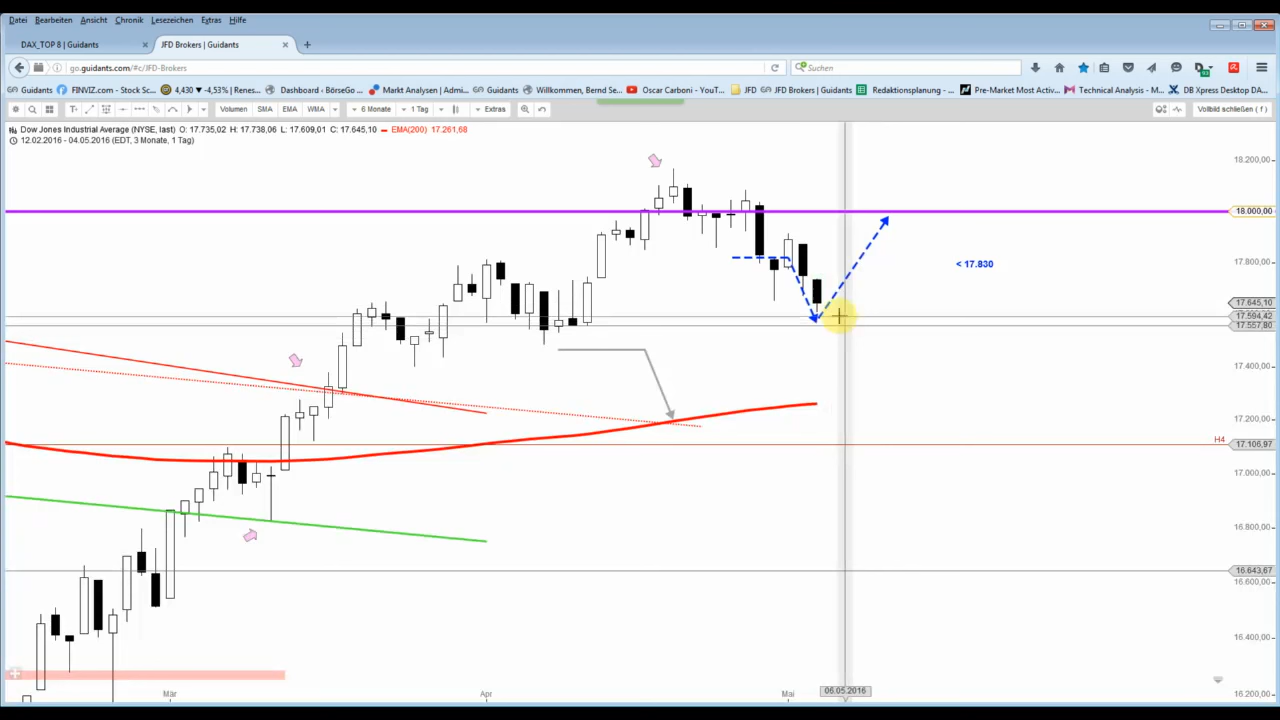 Datei Bearbeiten Ansicht Chronik Lesezeichen Extras Hilfe
DAX_TOP 8 | Guidants JFD Brokers | Guidants
go.guidants.com/#c/JFD-Brokers Suchen
Guidants FINVIZ.com - Stock Sc... 4,430 ▼ -4,53% [Renes... Dashboard ‹ BörseGo ... Markt Analysen | Admi... Guidants Willkommen, Bernd Se... Oscar Carboni - YouT... JFD JFD Brokers | Guidants Redaktionsplanung - ... Pre-Market Most Activ... Technical Analysis - D... DB Xpress Desktop DA...
Volumen SMA EMA WMA 6 Monate 1 Tag Extras Vollbild schließen ( f )
Dow Jones Industrial Average (NYSE, last) O: 17.735,02 H: 17.738,06 L: 17.609,01 C: 17.645,10 EMA(200) 17.261,68
12.02.2016 - 04.05.2016 (EDT, 3 Monate, 1 Tag)
18.200,00
18.000,00
17.800,00
< 17.830
17.645,10
17.594,42
17.557,80
17.400,00
17.200,00
H4
17.106,97
17.000,00
16.800,00
16.643,67
16.600,00
16.400,00
16.200,00
Mär Apr Mai 06.05.2016